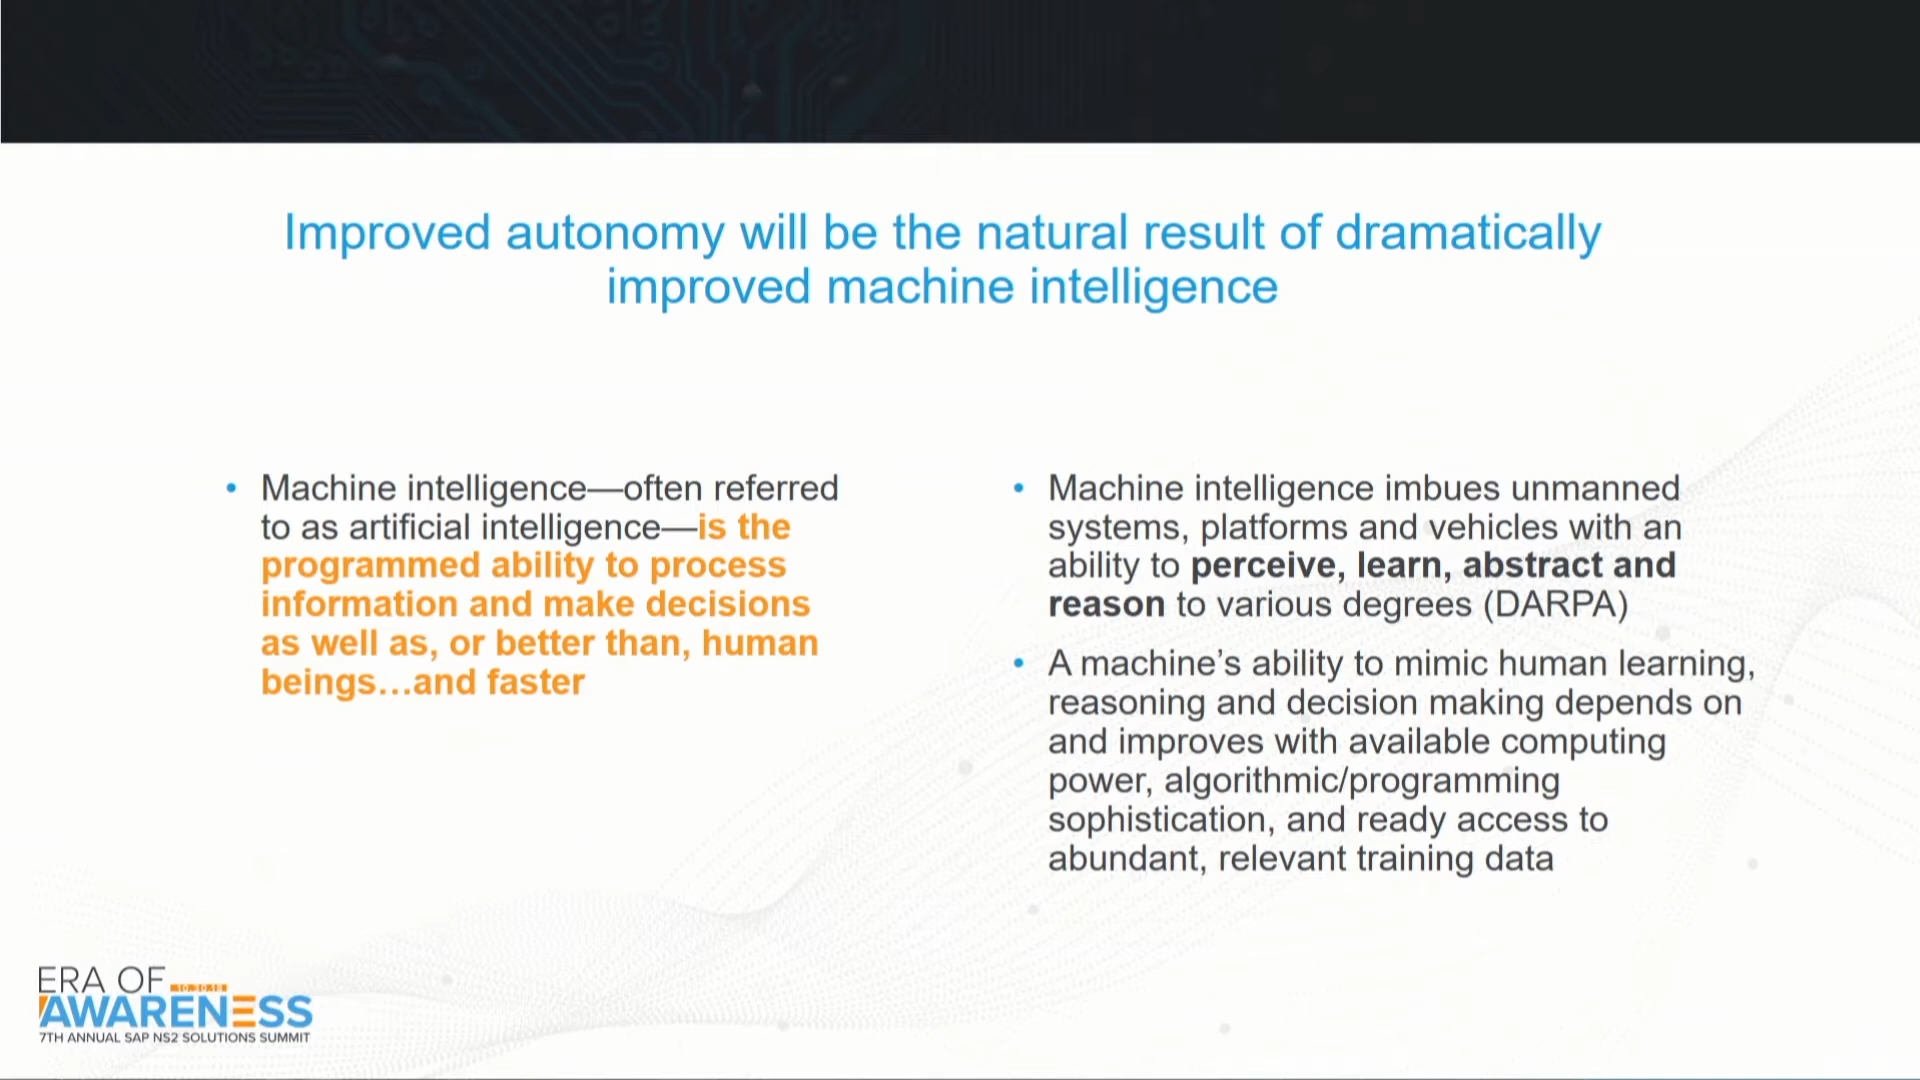 Improved autonomy will be the natural result of dramatically
improved machine intelligence
• Machine intelligence—often referred
to as artificial intelligence—is the
programmed ability to process
information and make decisions
as well as, or better than, human
beings…and faster
• Machine intelligence imbues unmanned
systems, platforms and vehicles with an
ability to perceive, learn, abstract and
reason to various degrees (DARPA)
• A machine’s ability to mimic human learning,
reasoning and decision making depends on
and improves with available computing
power, algorithmic/programming
sophistication, and ready access to
abundant, relevant training data
ERA OF
10.30.18
AWARENESS
7TH ANNUAL SAP NS2 SOLUTIONS SUMMIT